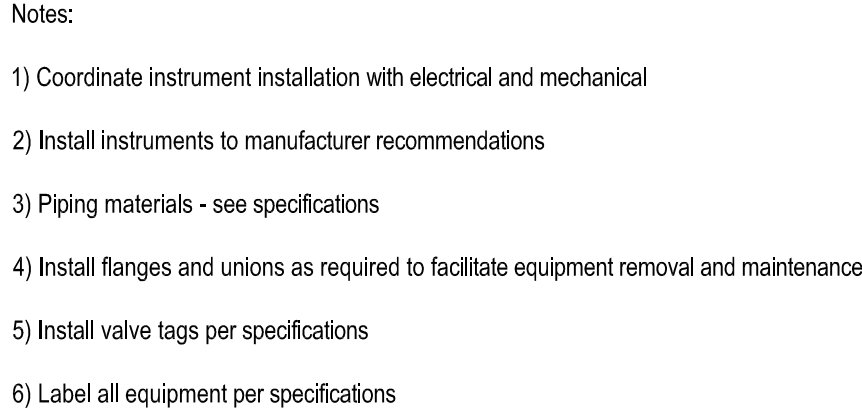 Notes:
1) Coordinate instrument installation with electrical and mechanical
2) Install instruments to manufacturer recommendations
3) Piping materials - see specifications
4) Install flanges and unions as required to facilitate equipment removal and maintenance
5) Install valve tags per specifications
6) Label all equipment per specifications